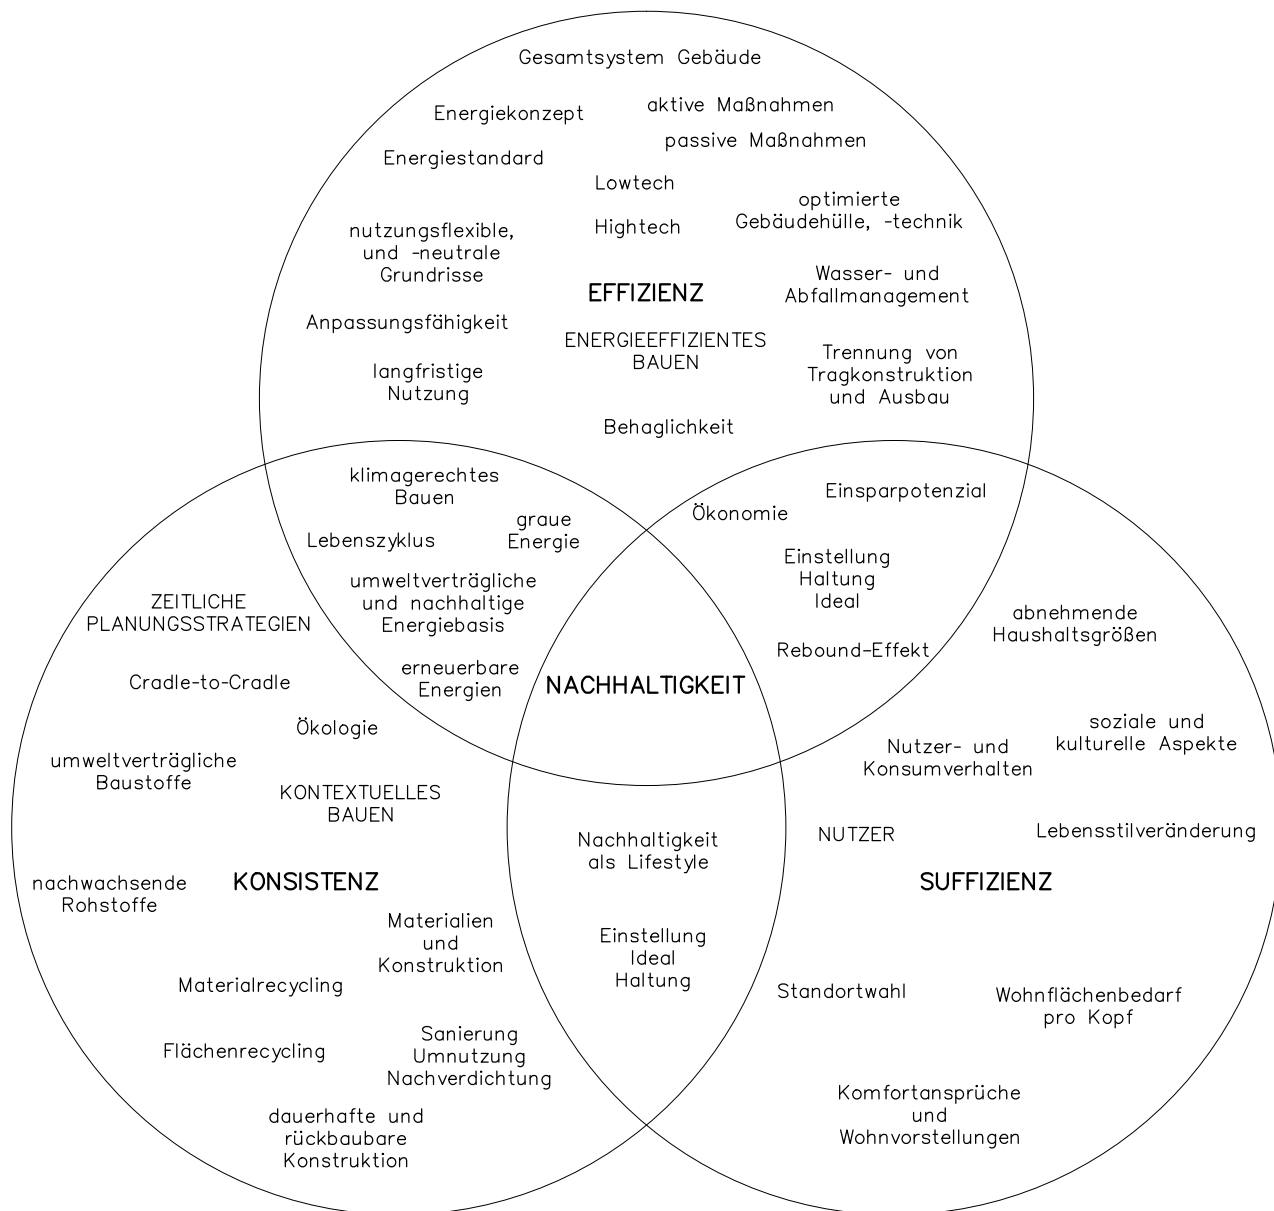 Gesamtsystem Gebäude
Energiekonzept
aktive Maßnahmen
passive Maßnahmen
Energiestandard
Lowtech
Hightech
optimierte
Gebäudehülle, -technik
nutzungsflexible,
und -neutrale
Grundrisse
Wasser- und
Abfallmanagement
EFFIZIENZ
Anpassungsfähigkeit
ENERGIEEFFIZIENTES
BAUEN
Trennung von
Tragkonstruktion
und Ausbau
langfristige
Nutzung
Behaglichkeit
klimagerechtes
Bauen
graue
Energie
Lebenszyklus
umweltverträgliche
und nachhaltige
Energiebasis
erneuerbare
Energien
Einsparpotenzial
Ökonomie
Einstellung
Haltung
Ideal
Rebound-Effekt
NACHHALTIGKEIT
ZEITLICHE
PLANUNGSSTRATEGIEN
Cradle-to-Cradle
Ökologie
umweltverträgliche
Baustoffe
KONTEXTUELLES
BAUEN
nachwachsende
Rohstoffe
KONSISTENZ
Materialien
und
Konstruktion
Materialrecycling
Flächenrecycling
Sanierung
Umnutzung
Nachverdichtung
dauerhafte und
rückbaubare
Konstruktion
Nachhaltigkeit
als Lifestyle
Einstellung
Ideal
Haltung
abnehmende
Haushaltsgrößen
soziale und
kulturelle Aspekte
Nutzer- und
Konsumverhalten
NUTZER
Lebensstilveränderung
SUFFIZIENZ
Standortwahl
Wohnflächenbedarf
pro Kopf
Komfortansprüche
und
Wohnvorstellungen